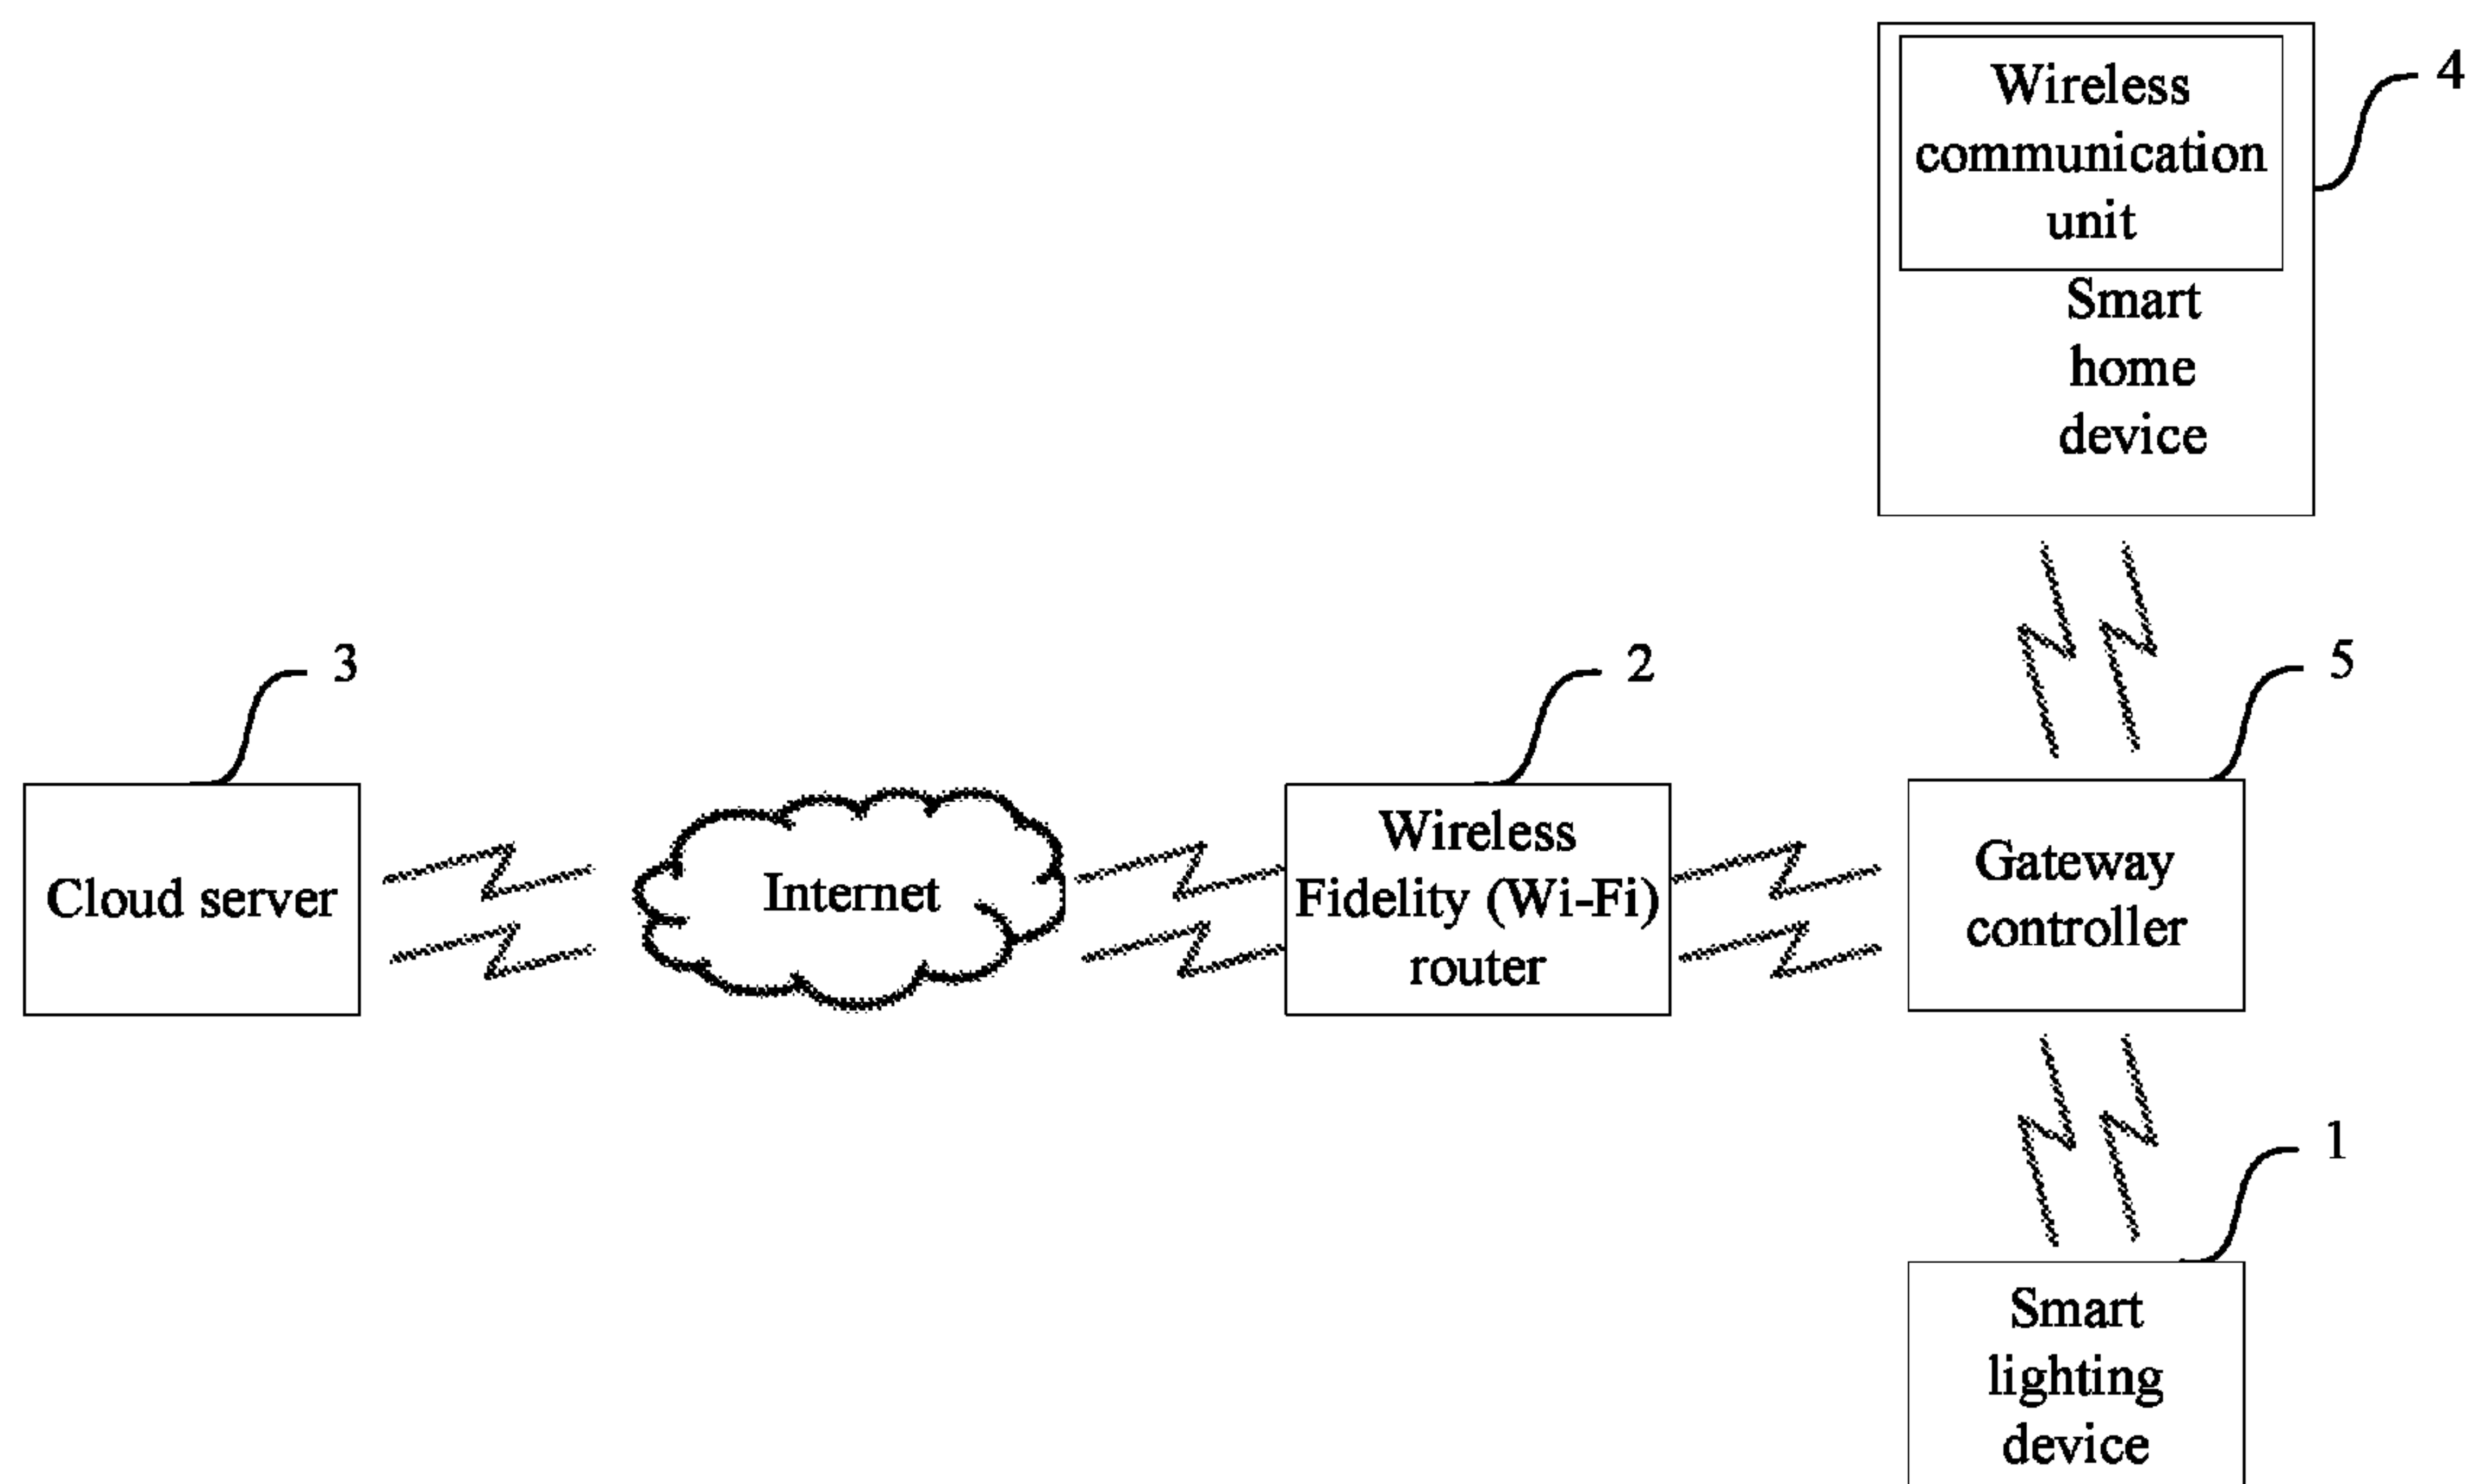 Wireless
communication
unit
Smart
home
device
4
3
2
5
Cloud server
Internet
Wireless
Fidelity (Wi-Fi)
router
Gateway
controller
1
Smart
lighting
device